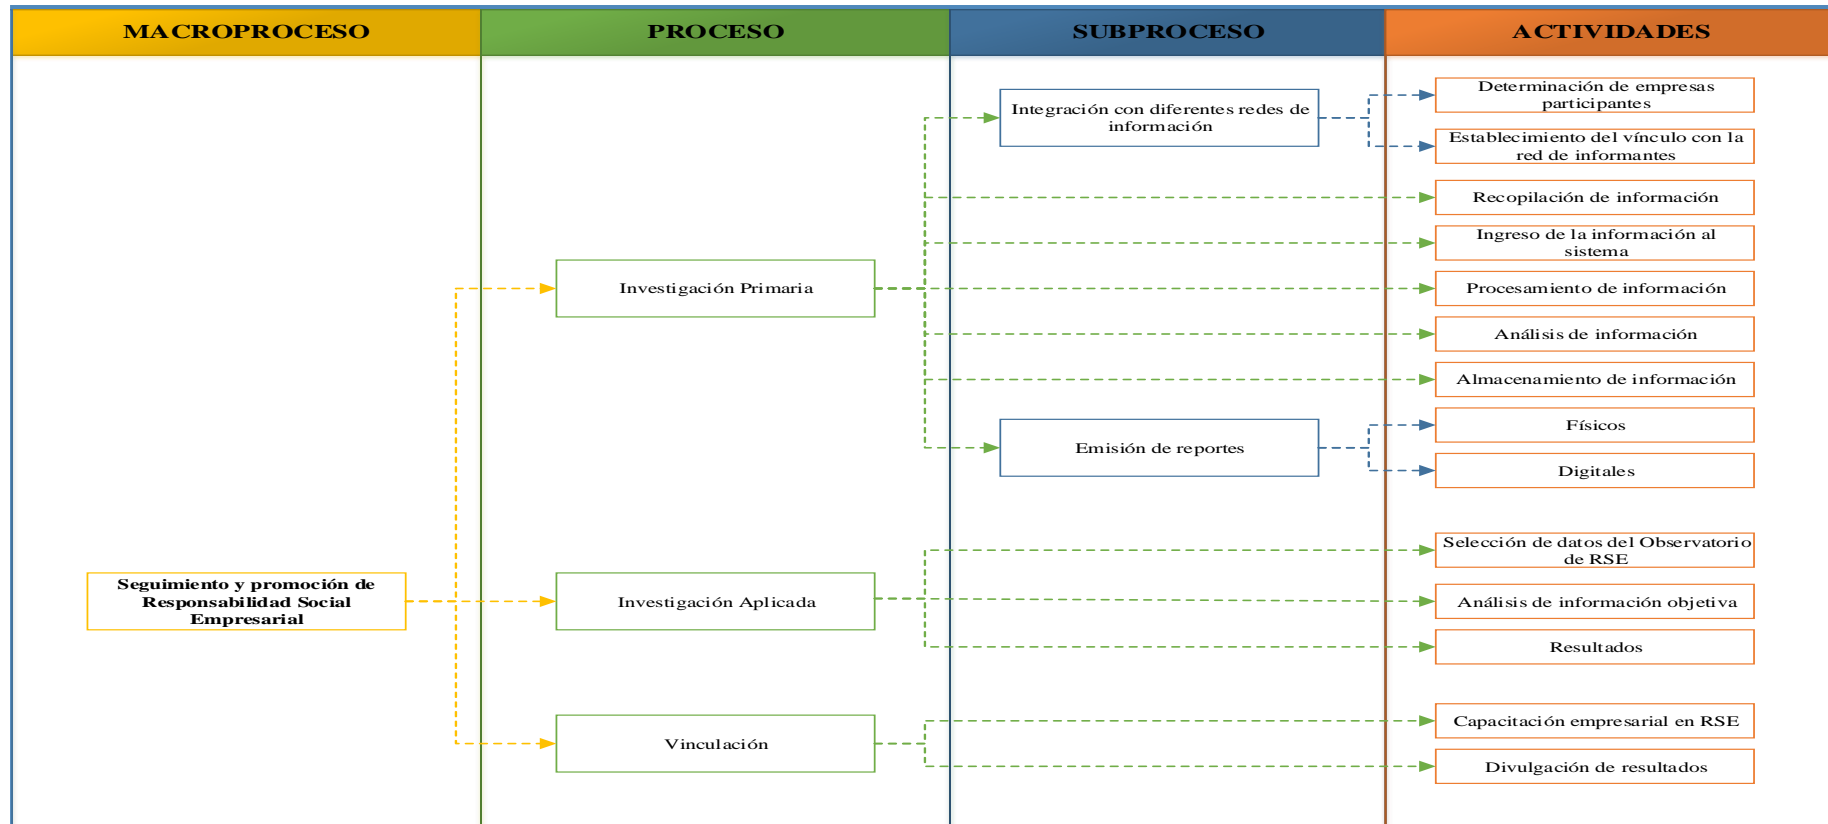 MACROPROCESO
PROCESO
SUBPROCESO
ACTIVIDADES
Seguimiento y promoción de
Responsabilidad Social
Empresarial
Investigación Primaria
Investigación Aplicada
Vinculación
Integración con diferentes redes de
información
Emisión de reportes
Determinación de empresas
participantes
Establecimiento del vínculo con la
red de informantes
Recopilación de información
Ingreso de la información al
sistema
Procesamiento de información
Análisis de información
Almacenamiento de información
Físicos
Digitales
Selección de datos del Observatorio
de RSE
Análisis de información objetiva
Resultados
Capacitación empresarial en RSE
Divulgación de resultados